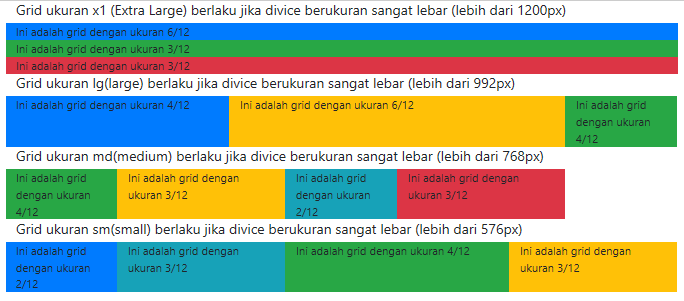 Grid ukuran x1 (Extra Large) berlaku jika divice berukuran sangat lebar (lebih dari 1200px)
Ini adalah grid dengan ukuran 6/12
Ini adalah grid dengan ukuran 3/12
Ini adalah grid dengan ukuran 3/12
Grid ukuran lg(large) berlaku jika divice berukuran sangat lebar (lebih dari 992px)
Ini adalah grid dengan ukuran 4/12
Ini adalah grid dengan ukuran 6/12
Ini adalah grid
dengan ukuran
4/12
Grid ukuran md(medium) berlaku jika divice berukuran sangat lebar (lebih dari 768px)
Ini adalah grid
dengan ukuran
4/12
Ini adalah grid dengan
ukuran 3/12
Ini adalah grid
dengan ukuran
2/12
Ini adalah grid dengan
ukuran 3/12
Grid ukuran sm(small) berlaku jika divice berukuran sangat lebar (lebih dari 576px)
Ini adalah grid
dengan ukuran
2/12
Ini adalah grid dengan
ukuran 3/12
Ini adalah grid dengan ukuran 4/12
Ini adalah grid dengan
ukuran 3/12